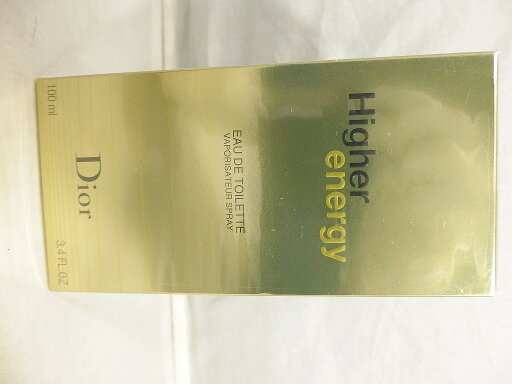 Higher
energy
EAU DE TOILETTE
VAPORISATEUR SPRAY
Dior
100 ml
3.4 FL.OZ